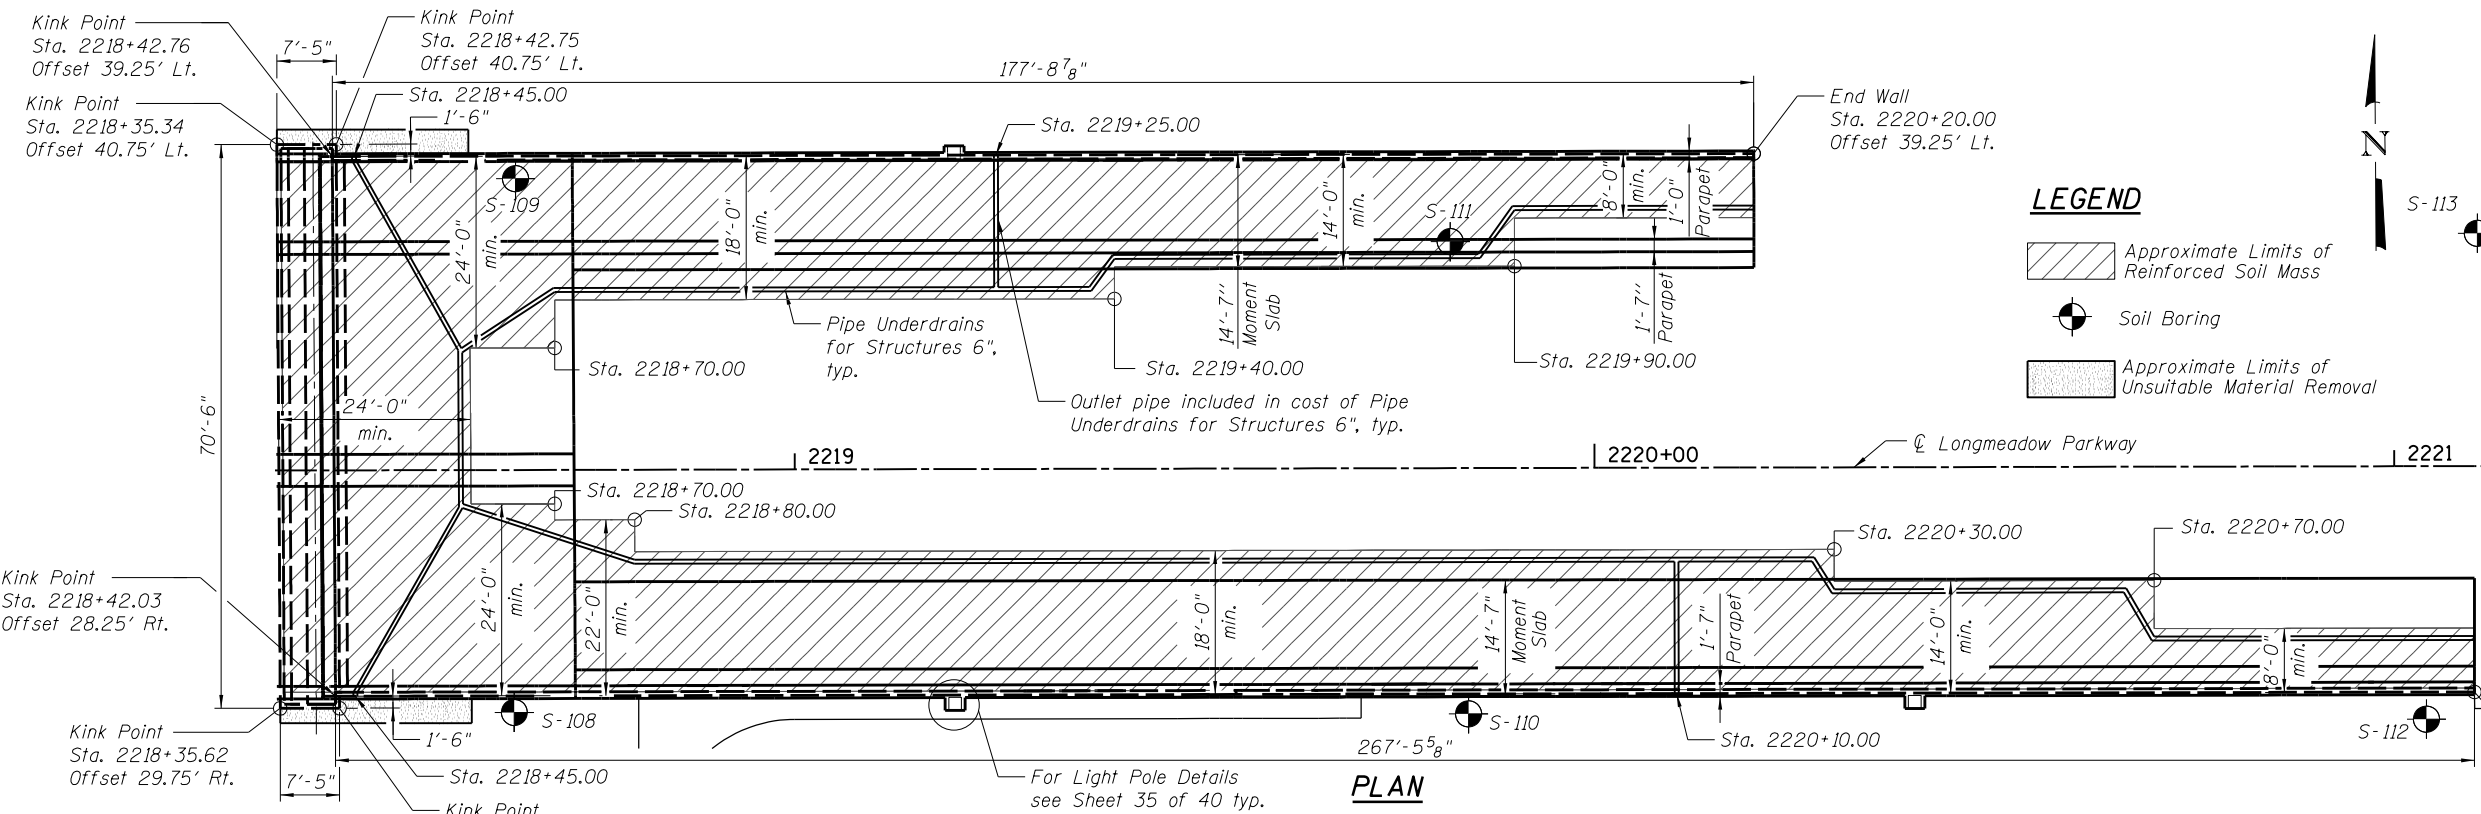 Kink Point
Sta. 2218+42.76
Offset 39.25' Lt.
7'-5"
Kink Point
Sta. 2218+42.75
Offset 40.75' Lt.
177'-8⅞"
Kink Point
Sta. 2218+35.34
Offset 40.75' Lt.
Sta. 2218+45.00
1'-6"
Sta. 2219+25.00
End Wall
Sta. 2220+20.00
Offset 39.25' Lt.
N
S-109
24'-0"
min.
18'-0"
min.
14'-7"
Moment
Slab
14'-0"
min.
S-111
8'-0"
min.
1'-0"
Parapet
1'-7"
Parapet
LEGEND
S-113
Approximate Limits of
Reinforced Soil Mass
Soil Boring
Approximate Limits of
Unsuitable Material Removal
Pipe Underdrains
for Structures 6",
typ.
Sta. 2218+70.00
Sta. 2219+40.00
Sta. 2219+90.00
Outlet pipe included in cost of Pipe
Underdrains for Structures 6", typ.
70'-6"
24'-0"
min.
2219
2220+00
℄ Longmeadow Parkway
2221
Sta. 2218+70.00
Sta. 2218+80.00
Sta. 2220+30.00
Sta. 2220+70.00
Kink Point
Sta. 2218+42.03
Offset 28.25' Rt.
24'-0"
min.
22'-0"
min.
18'-0"
min.
14'-7"
Moment
Slab
1'-7"
Parapet
14'-0"
min.
8'-0"
min.
Kink Point
Sta. 2218+35.62
Offset 29.75' Rt.
1'-6"
S-108
S-110
S-112
Sta. 2220+10.00
267'-5⅝"
7'-5"
Sta. 2218+45.00
Kink Point
For Light Pole Details
see Sheet 35 of 40 typ.
PLAN